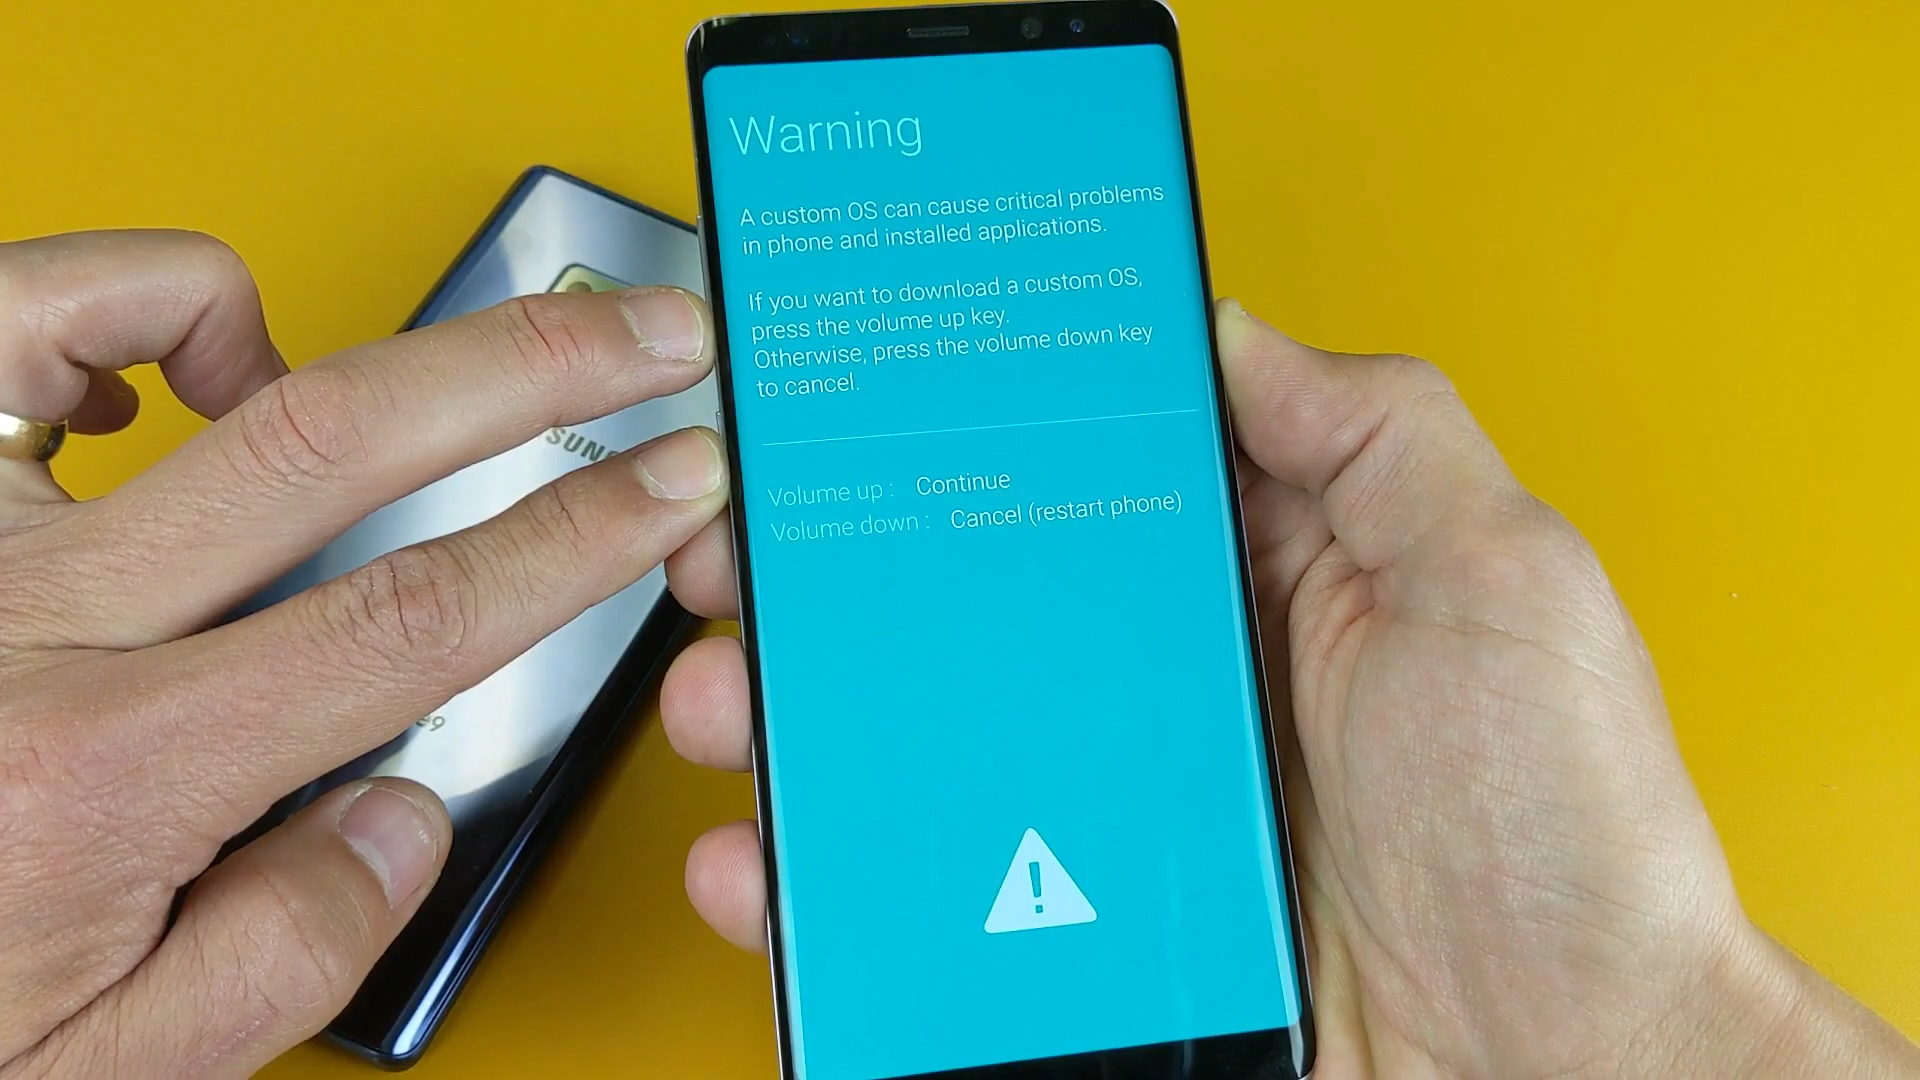 Warning
A custom OS can cause critical problems
in phone and installed applications.
If you want to download a custom OS,
press the volume up key.
Otherwise, press the volume down key
to cancel.
Volume up : Continue
Volume down : Cancel (restart phone)